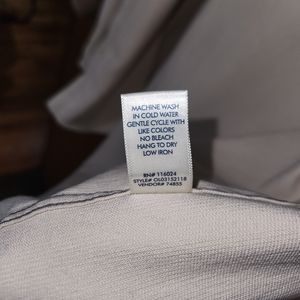 MACHINE WASH
IN COLD WATER
GENTLE CYCLE WITH
LIKE COLORS
NO BLEACH
HANG TO DRY
LOW IRON
RN# 116024
STYLE# OL03152118
VENDOR# 74855